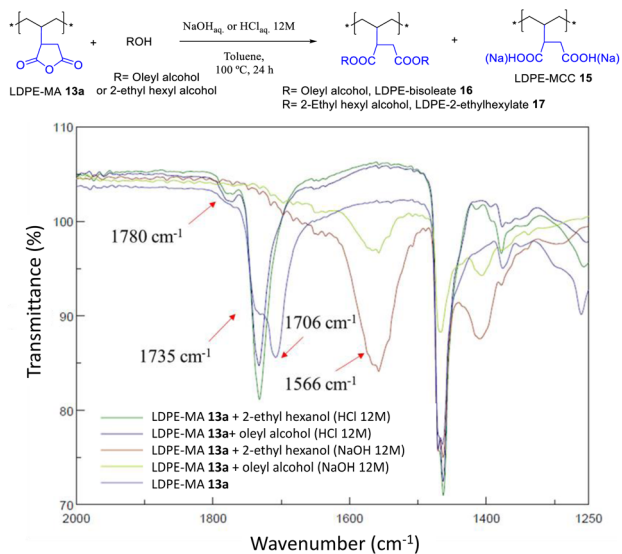 NaOHaq. or HCl aq. 12M
+ ROH
+
Toluene,
100 ºC, 24 h
O O O
ROOC COOR
(Na)HOOC COOH(Na)
LDPE-MA 13a
R= Oleyl alcohol
or 2-ethyl hexyl alcohol
R= Oleyl alcohol, LDPE-bisoleate 16
R= 2-Ethyl hexyl alcohol, LDPE-2-ethylhexylate 17
LDPE-MCC 15
110
105
100
90
80
70
Transmittance (%)
1780 cm-1
1735 cm-1
1706 cm-1
1566 cm-1
LDPE-MA 13a + 2-ethyl hexanol (HCl 12M)
LDPE-MA 13a+ oleyl alcohol (HCl 12M)
LDPE-MA 13a + 2-ethyl hexanol (NaOH 12M)
LDPE-MA 13a + oleyl alcohol (NaOH 12M)
LDPE-MA 13a
2000 1800 1600 1400 1250
Wavenumber (cm-1)